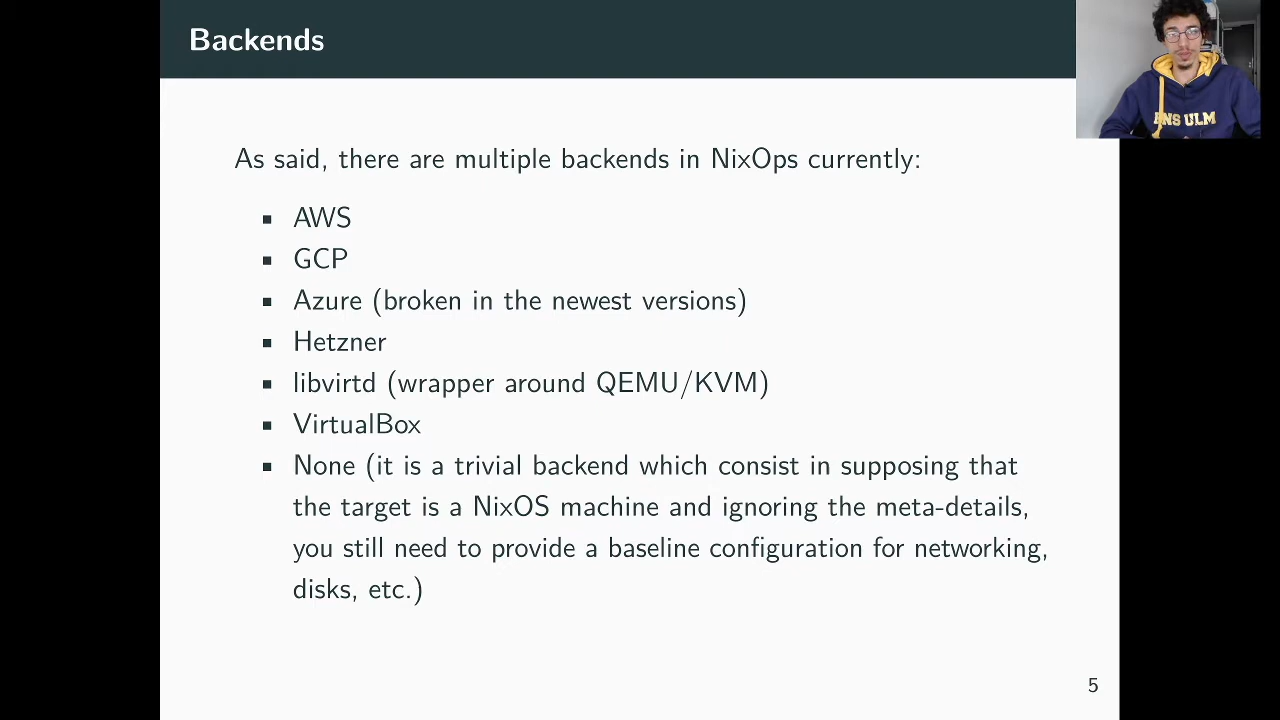 Backends
As said, there are multiple backends in NixOps currently:
▪ AWS
▪ GCP
▪ Azure (broken in the newest versions)
▪ Hetzner
▪ libvirtd (wrapper around QEMU/KVM)
▪ VirtualBox
▪ None (it is a trivial backend which consist in supposing that
the target is a NixOS machine and ignoring the meta-details,
you still need to provide a baseline configuration for networking,
disks, etc.)
5
ENS ULM